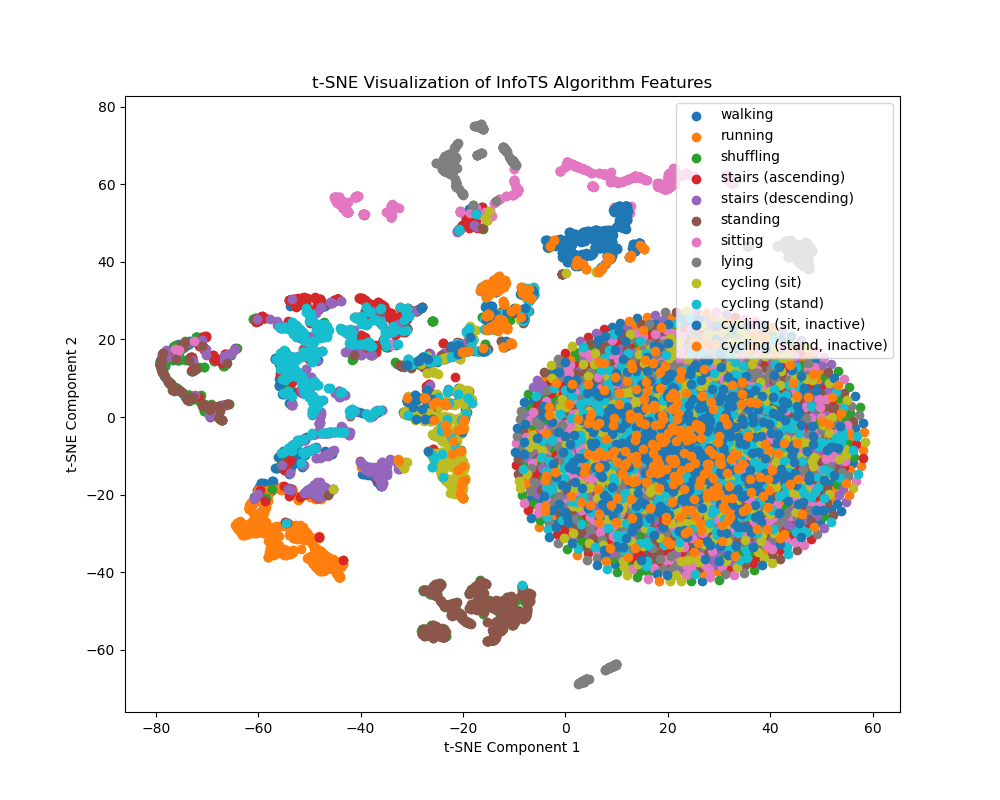 t-SNE Visualization of InfoTS Algorithm Features
80
60
40
20
0
−20
−40
−60
t-SNE Component 2
walking
running
shuffling
stairs (ascending)
stairs (descending)
standing
sitting
lying
cycling (sit)
cycling (stand)
cycling (sit, inactive)
cycling (stand, inactive)
−80
−60
−40
−20
0
20
40
60
t-SNE Component 1